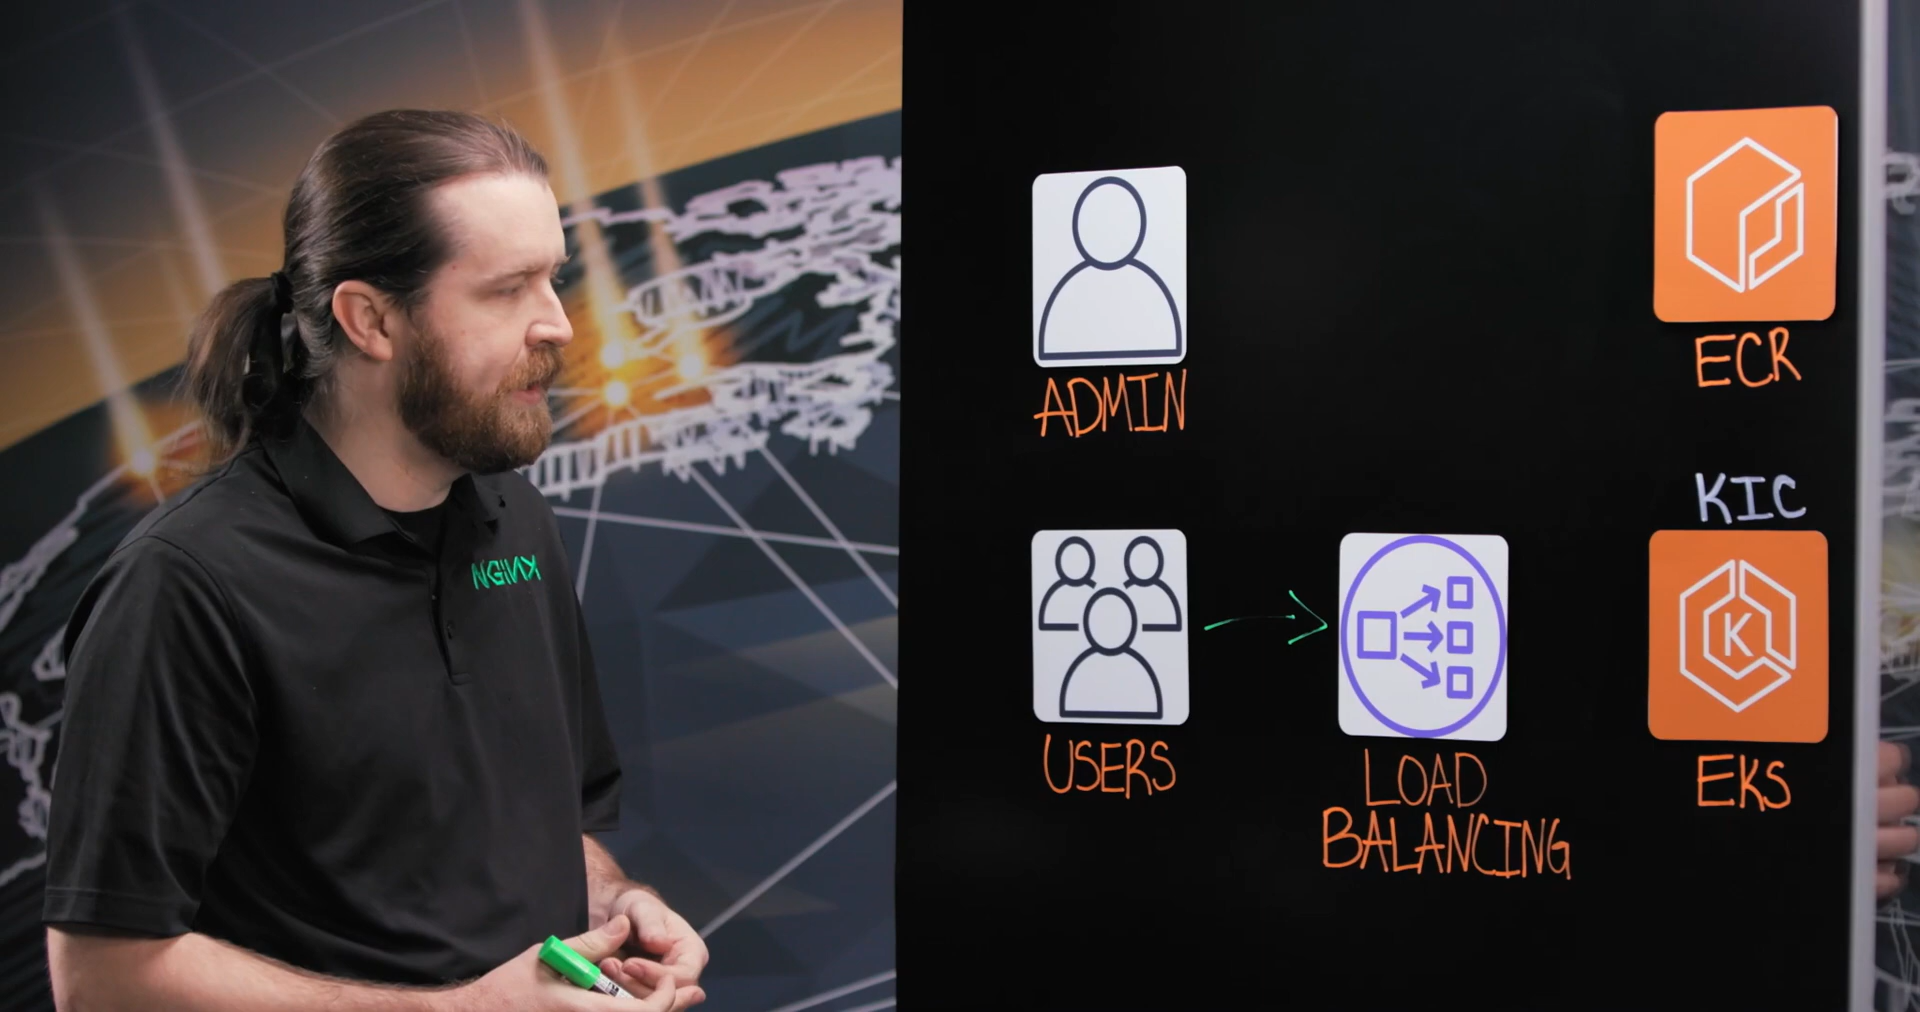 NGINX
ADMIN
ECR
KIC
K
USERS
LOAD
BALANCING
EKS